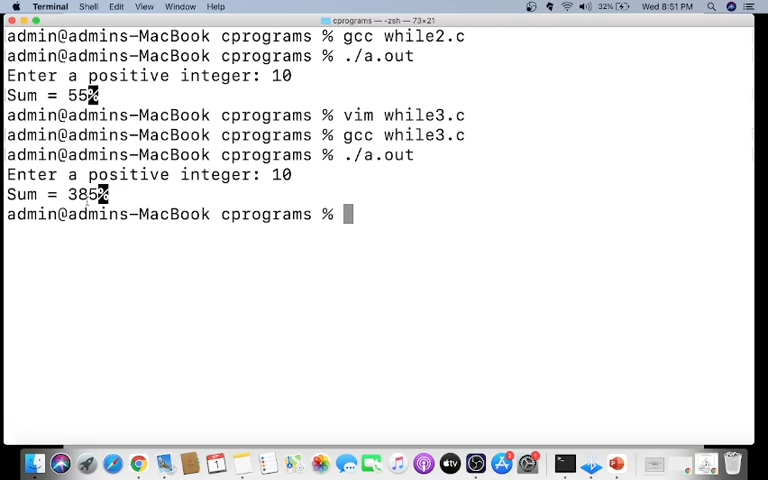 Terminal Shell Edit View Window Help 32% Wed 8:51 PM
cprograms — -zsh — 73×21
admin@admins-MacBook cprograms % gcc while2.c
admin@admins-MacBook cprograms % ./a.out
Enter a positive integer: 10
Sum = 55%
admin@admins-MacBook cprograms % vim while3.c
admin@admins-MacBook cprograms % gcc while3.c
admin@admins-MacBook cprograms % ./a.out
Enter a positive integer: 10
Sum = 385%
admin@admins-MacBook cprograms %